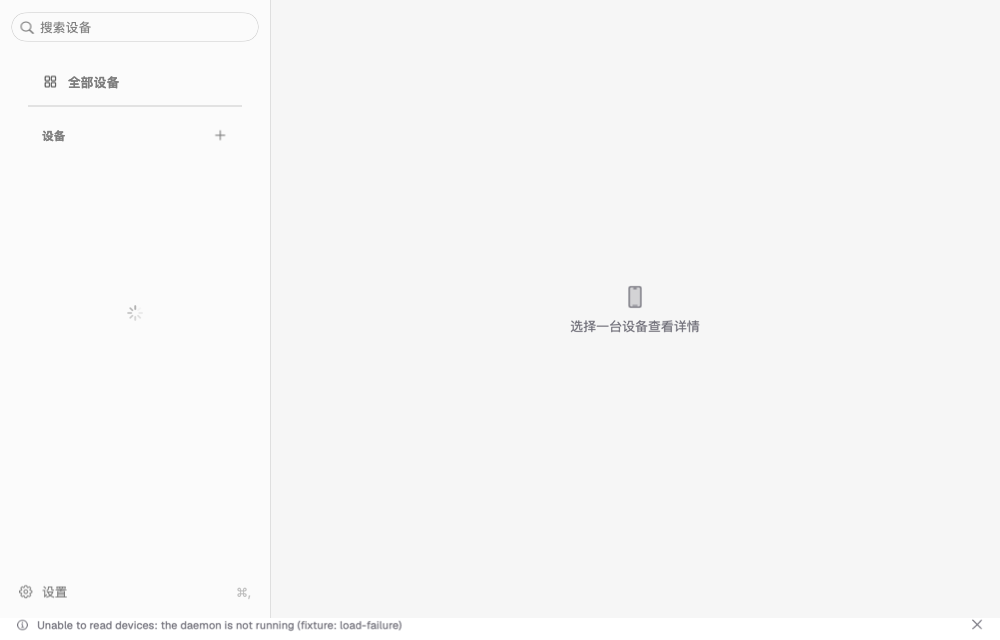 搜索设备
全部设备
设备
选择一台设备查看详情
设置 ⌘,
Unable to read devices: the daemon is not running (fixture: load-failure)